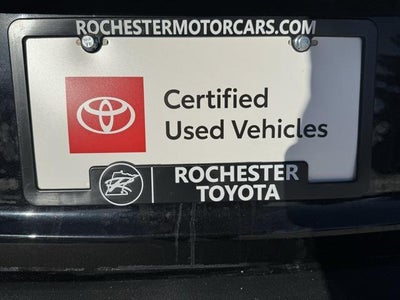 ROCHESTERMOTORCARS.COM
Certified
Used Vehicles
ROCHESTER
TOYOTA